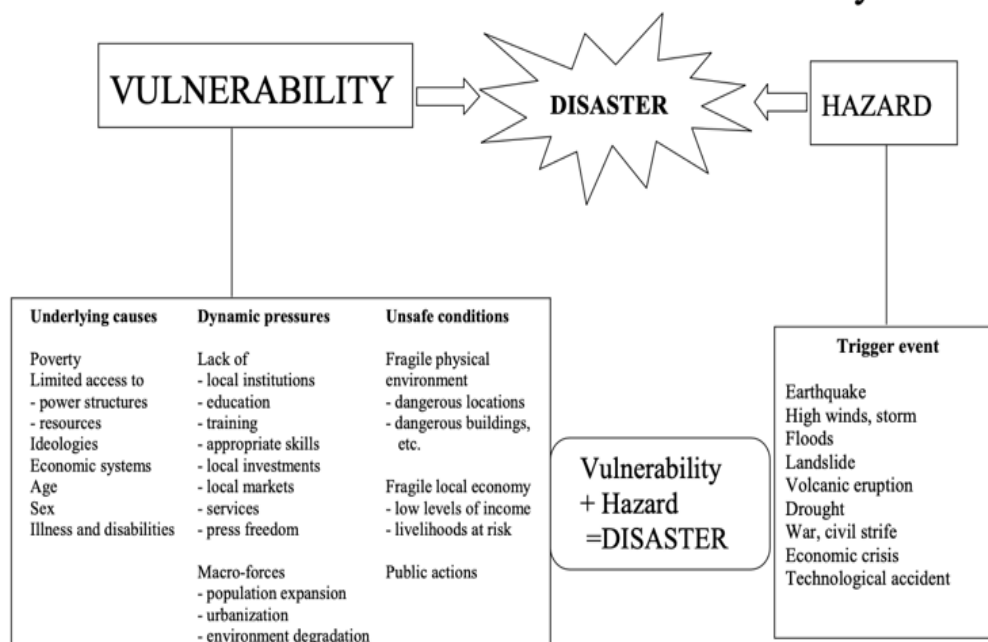 VULNERABILITY
DISASTER
HAZARD
Underlying causes
Poverty
Limited access to
- power structures
- resources
Ideologies
Economic systems
Age
Sex
Illness and disabilities
Dynamic pressures
Lack of
- local institutions
- education
- training
- appropriate skills
- local investments
- local markets
- services
- press freedom
Macro-forces
- population expansion
- urbanization
- environment degradation
Unsafe conditions
Fragile physical
environment
- dangerous locations
- dangerous buildings,
etc.
Fragile local economy
- low levels of income
- livelihoods at risk
Public actions
Vulnerability
+ Hazard
=DISASTER
Trigger event
Earthquake
High winds, storm
Floods
Landslide
Volcanic eruption
Drought
War, civil strife
Economic crisis
Technological accident